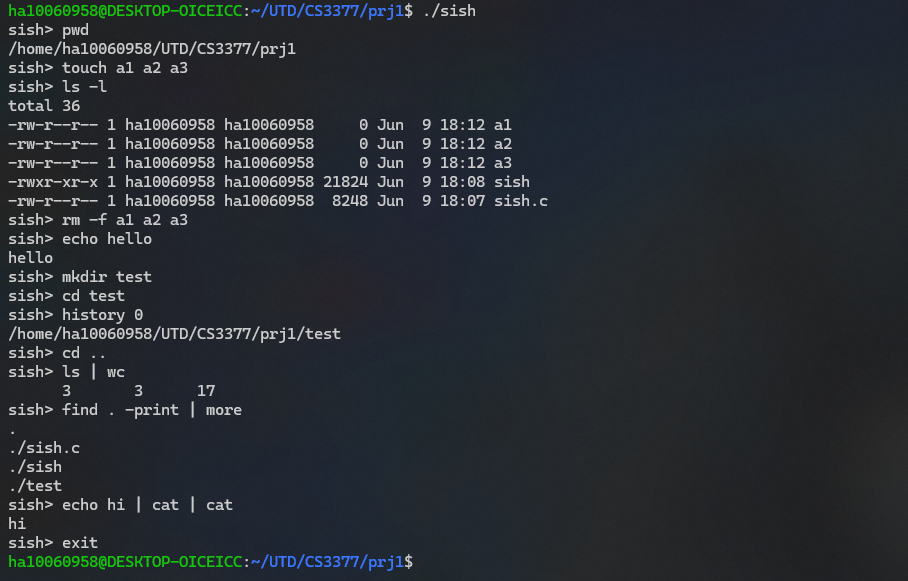 ha10060958@DESKTOP-OICEICC:~/UTD/CS3377/prj1$ ./sish
sish> pwd
/home/ha10060958/UTD/CS3377/prj1
sish> touch a1 a2 a3
sish> ls -l
total 36
-rw-r--r-- 1 ha10060958 ha10060958     0 Jun  9 18:12 a1
-rw-r--r-- 1 ha10060958 ha10060958     0 Jun  9 18:12 a2
-rw-r--r-- 1 ha10060958 ha10060958     0 Jun  9 18:12 a3
-rwxr-xr-x 1 ha10060958 ha10060958 21824 Jun  9 18:08 sish
-rw-r--r-- 1 ha10060958 ha10060958  8248 Jun  9 18:07 sish.c
sish> rm -f a1 a2 a3
sish> echo hello
hello
sish> mkdir test
sish> cd test
sish> history 0
/home/ha10060958/UTD/CS3377/prj1/test
sish> cd ..
sish> ls | wc
      3       3      17
sish> find . -print | more
.
./sish.c
./sish
./test
sish> echo hi | cat | cat
hi
sish> exit
ha10060958@DESKTOP-OICEICC:~/UTD/CS3377/prj1$